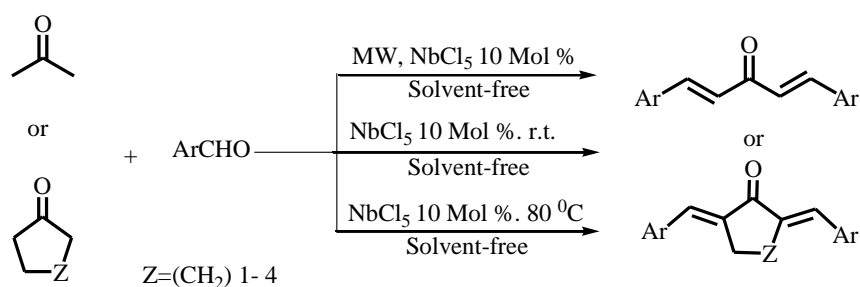 O
or
O
Z
+
ArCHO
Z=(CH₂) 1- 4
MW, NbCl₅ 10 Mol %
Solvent-free
NbCl₅ 10 Mol %. r.t.
Solvent-free
NbCl₅ 10 Mol %. 80 ⁰C
Solvent-free
O
Ar
Ar
or
O
Ar
Ar
Z